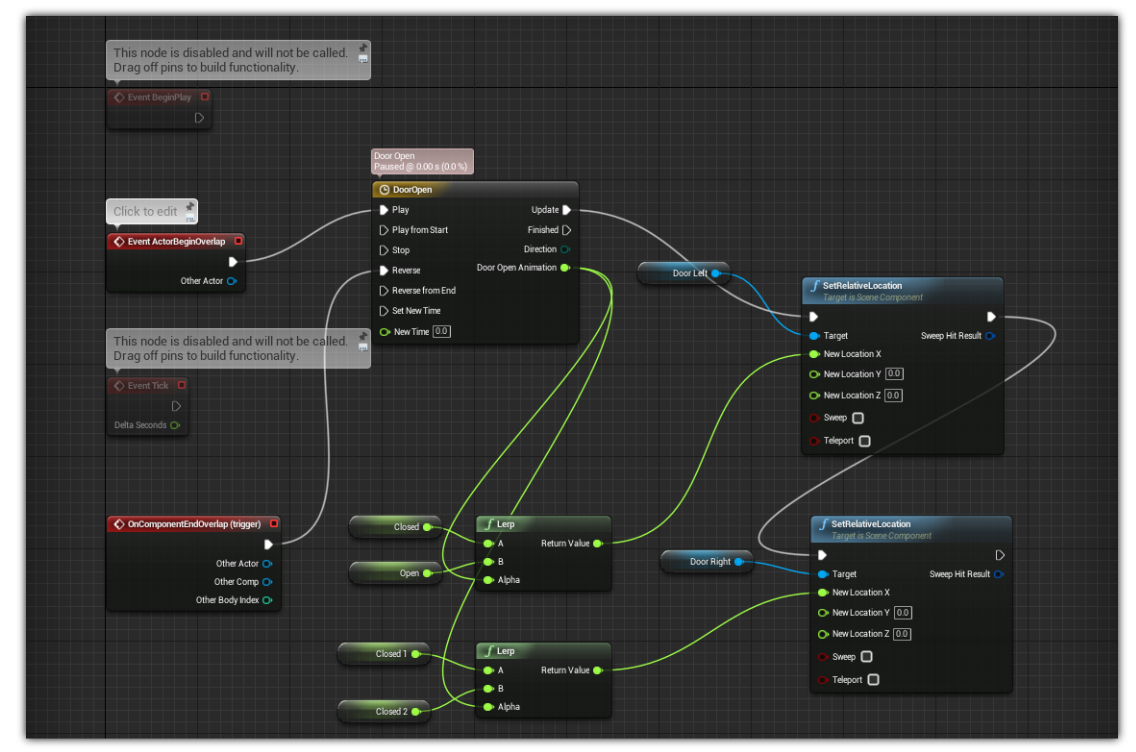 This node is disabled and will not be called.
Drag off pins to build functionality.
Event BeginPlay
Door Open
Paused @ 0.00 s (0.0 %)
DoorOpen
Play
Update
Play from Start
Finished
Stop
Direction
Reverse
Door Open Animation
Reverse from End
Set New Time
New Time 0.0
Click to edit
Event ActorBeginOverlap
Other Actor
This node is disabled and will not be called.
Drag off pins to build functionality.
Event Tick
Delta Seconds
OnComponentEndOverlap (trigger)
Other Actor
Other Comp
Other Body Index
Door Left
SetRelativeLocation
Target is Scene Component
Target
Sweep Hit Result
New Location X
New Location Y 0.0
New Location Z 0.0
Sweep
Teleport
Closed
Open
Lerp
A
Return Value
B
Alpha
Door Right
SetRelativeLocation
Target is Scene Component
Target
Sweep Hit Result
New Location X
New Location Y 0.0
New Location Z 0.0
Sweep
Teleport
Closed 1
Closed 2
Lerp
A
Return Value
B
Alpha